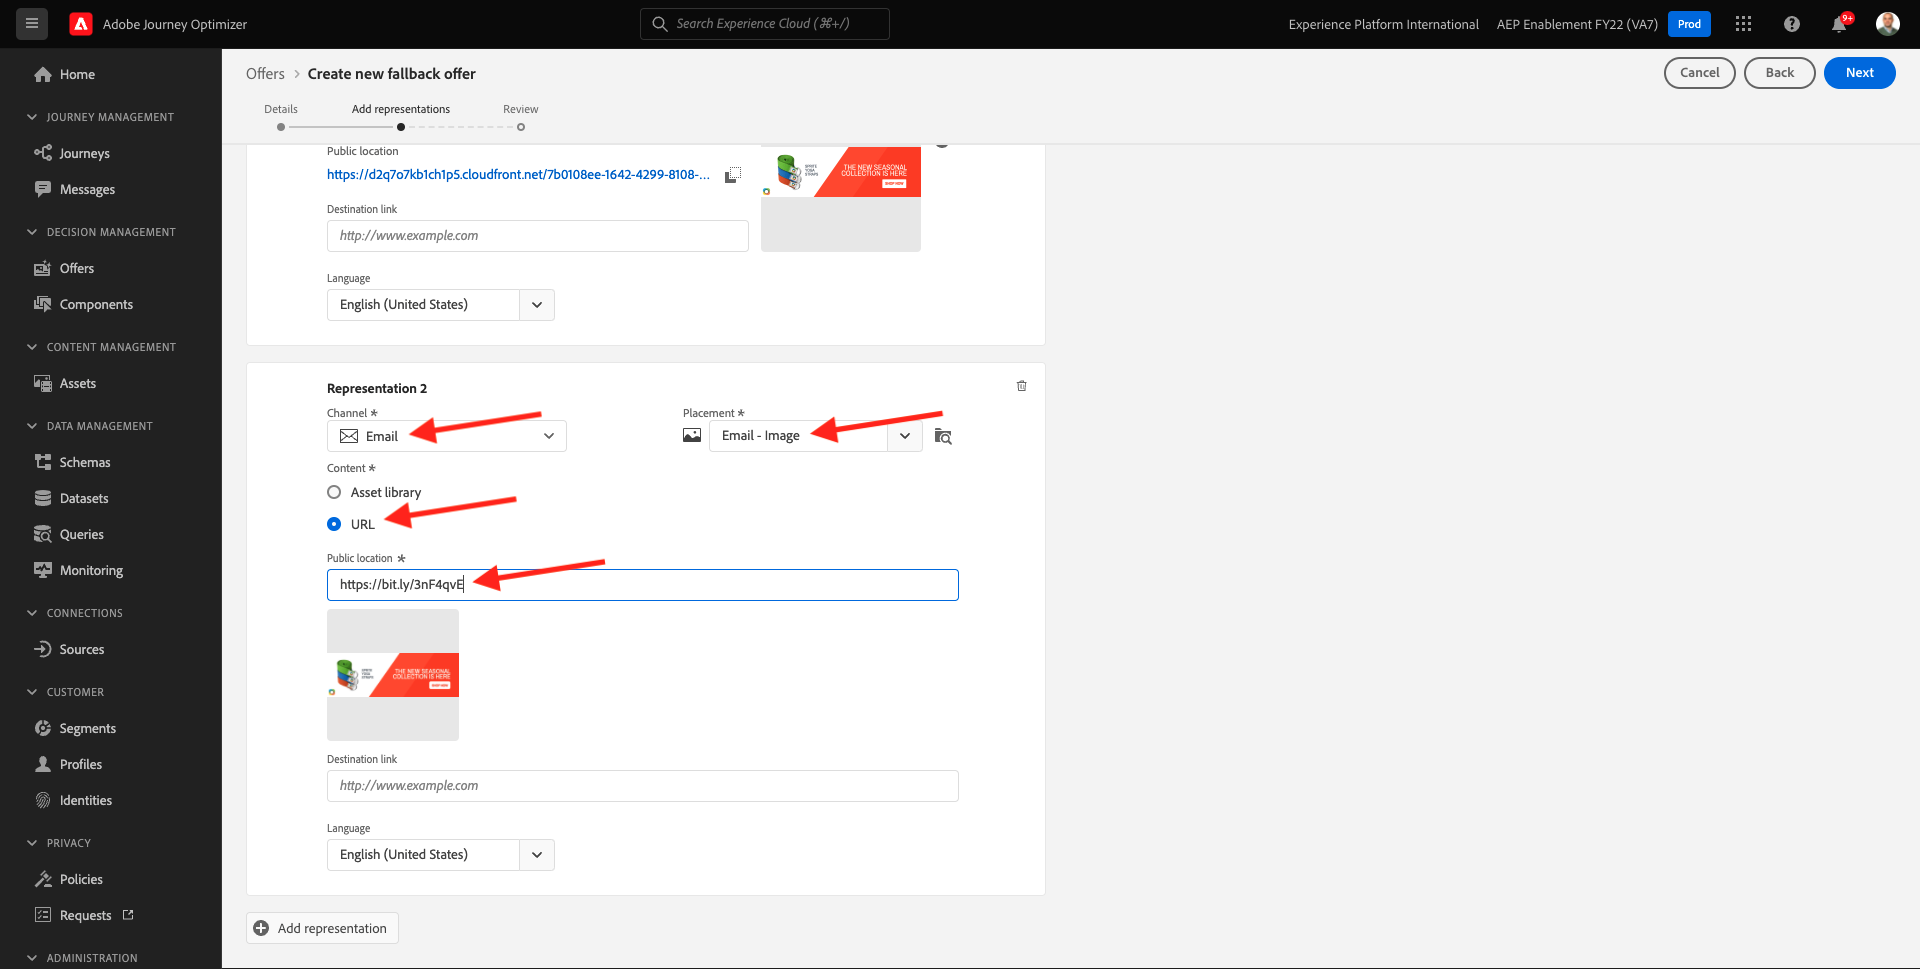 Adobe Journey Optimizer
Search Experience Cloud (⌘+/)
Experience Platform International
AEP Enablement FY22 (VA7)
Prod
9+
Home
JOURNEY MANAGEMENT
Journeys
Messages
DECISION MANAGEMENT
Offers
Components
CONTENT MANAGEMENT
Assets
DATA MANAGEMENT
Schemas
Datasets
Queries
Monitoring
CONNECTIONS
Sources
CUSTOMER
Segments
Profiles
Identities
PRIVACY
Policies
Requests
ADMINISTRATION
Offers > Create new fallback offer
Cancel
Back
Next
Details
Add representations
Review
Public location
https://d2q7o7kb1ch1p5.cloudfront.net/7b0108ee-1642-4299-8108-...
THE NEW SEASONAL
COLLECTION IS HERE
SHOP NOW
Destination link
http://www.example.com
Language
English (United States)
Representation 2
Channel *
Email
Placement *
Email - Image
Content *
Asset library
URL
Public location *
https://bit.ly/3nF4qvE
THE NEW SEASONAL
COLLECTION IS HERE
Destination link
http://www.example.com
Language
English (United States)
Add representation